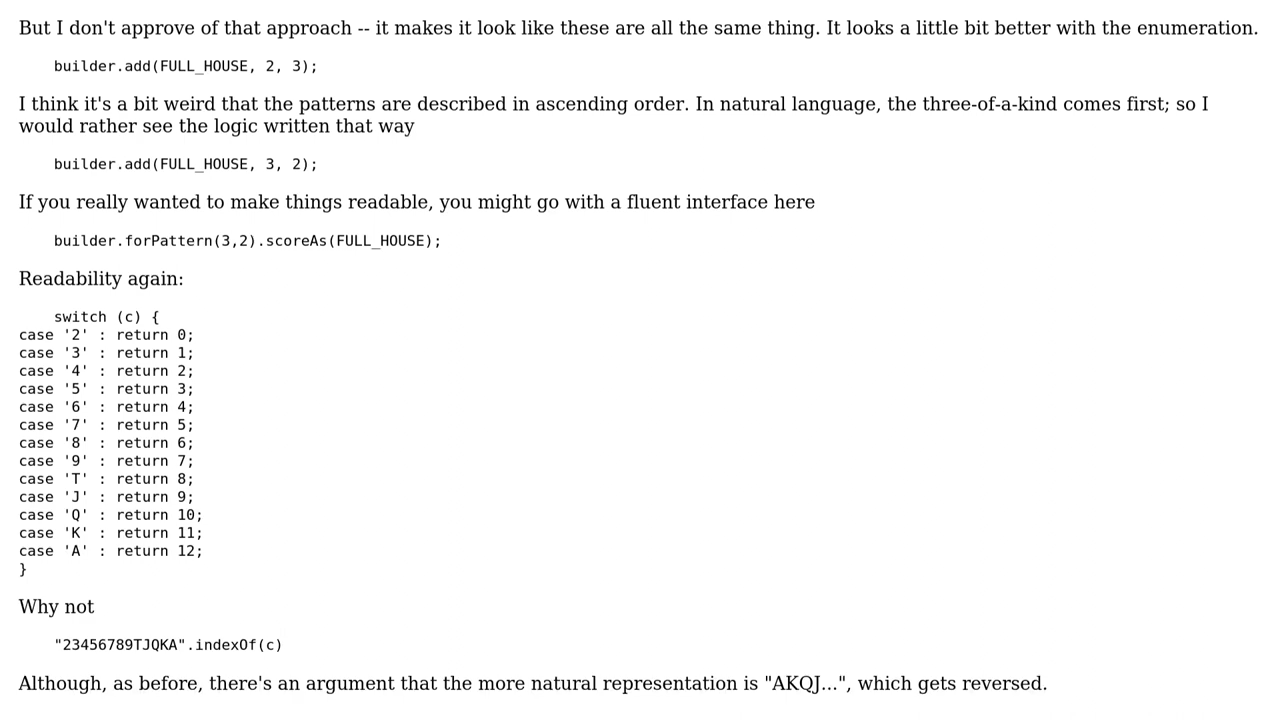 But I don't approve of that approach -- it makes it look like these are all the same thing. It looks a little bit better with the enumeration.
builder.add(FULL_HOUSE, 2, 3);
I think it's a bit weird that the patterns are described in ascending order. In natural language, the three-of-a-kind comes first; so I
would rather see the logic written that way
builder.add(FULL_HOUSE, 3, 2);
If you really wanted to make things readable, you might go with a fluent interface here
builder.forPattern(3,2).scoreAs(FULL_HOUSE);
Readability again:
switch (c) {
case '2' : return 0;
case '3' : return 1;
case '4' : return 2;
case '5' : return 3;
case '6' : return 4;
case '7' : return 5;
case '8' : return 6;
case '9' : return 7;
case 'T' : return 8;
case 'J' : return 9;
case 'Q' : return 10;
case 'K' : return 11;
case 'A' : return 12;
}
Why not
"23456789TJQKA".indexOf(c)
Although, as before, there's an argument that the more natural representation is "AKQJ...", which gets reversed.